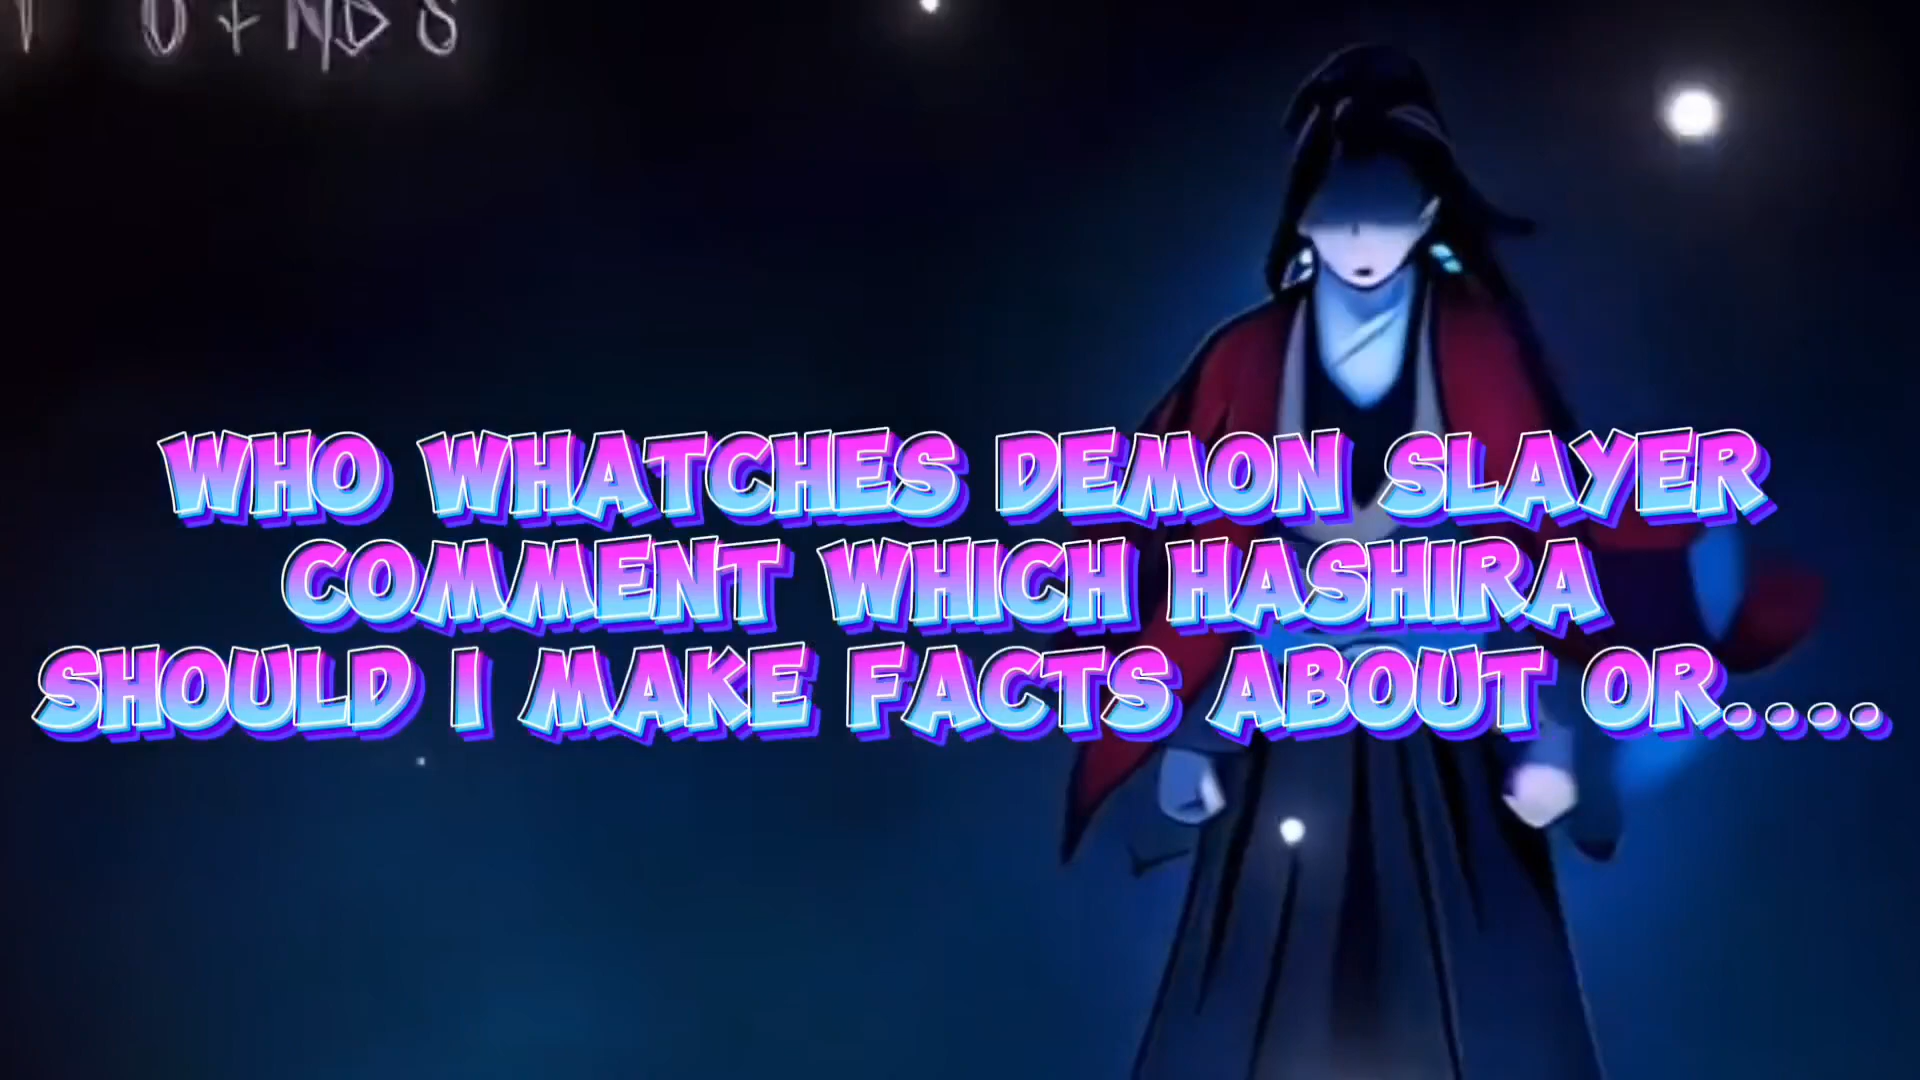 WHO WHATCHES DEMON SLAYER
COMMENT WHICH HASHIRA
SHOULD I MAKE FACTS ABOUT OR....